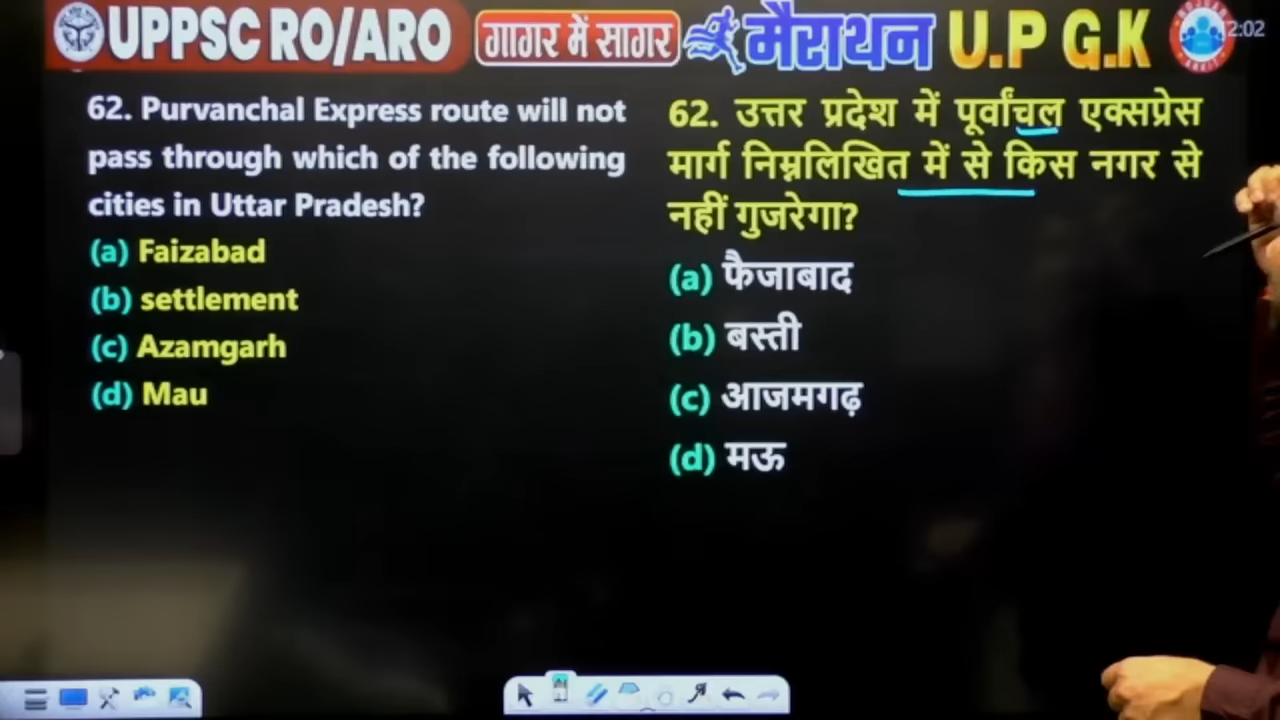 UPPSC RO/ARO गागर में सागर मैराथन U.P G.K
2:02
62. Purvanchal Express route will not
pass through which of the following
cities in Uttar Pradesh?
(a) Faizabad
(b) settlement
(c) Azamgarh
(d) Mau
62. उत्तर प्रदेश में पूर्वांचल एक्सप्रेस
मार्ग निम्नलिखित में से किस नगर से
नहीं गुजरेगा?
(a) फैजाबाद
(b) बस्ती
(c) आजमगढ़
(d) मऊ